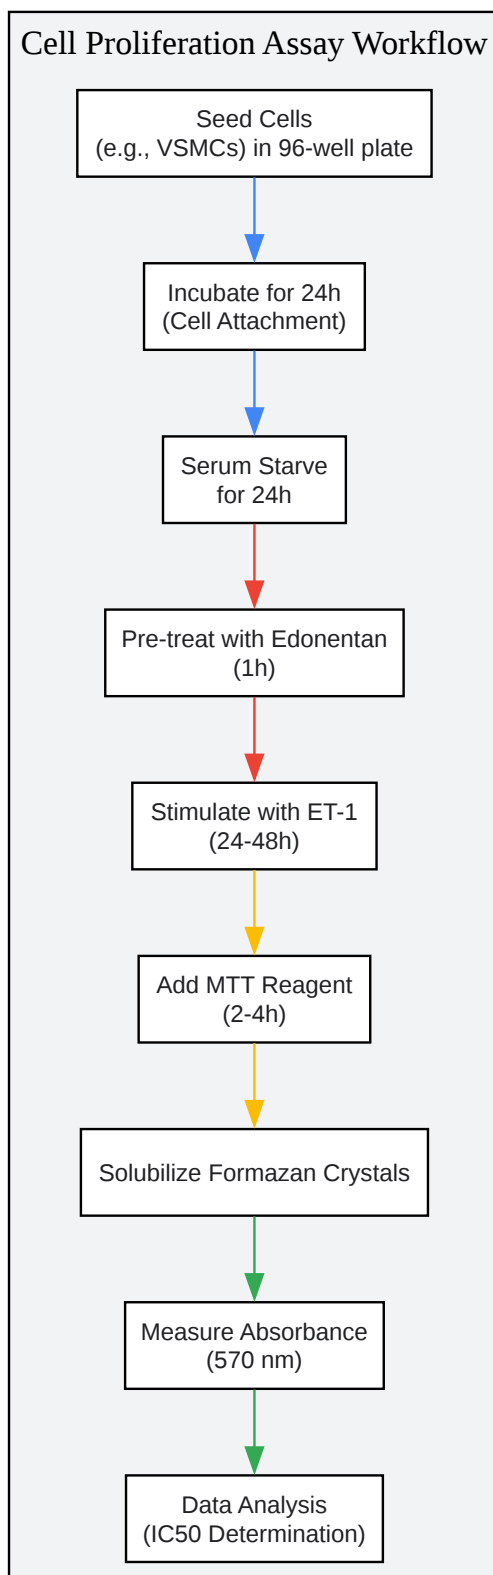 Cell Proliferation Assay Workflow
Seed Cells
(e.g., VSMCs) in 96-well plate
Incubate for 24h
(Cell Attachment)
Serum Starve
for 24h
Pre-treat with Edonentan
(1h)
Stimulate with ET-1
(24-48h)
Add MTT Reagent
(2-4h)
Solubilize Formazan Crystals
Measure Absorbance
(570 nm)
Data Analysis
(IC50 Determination)